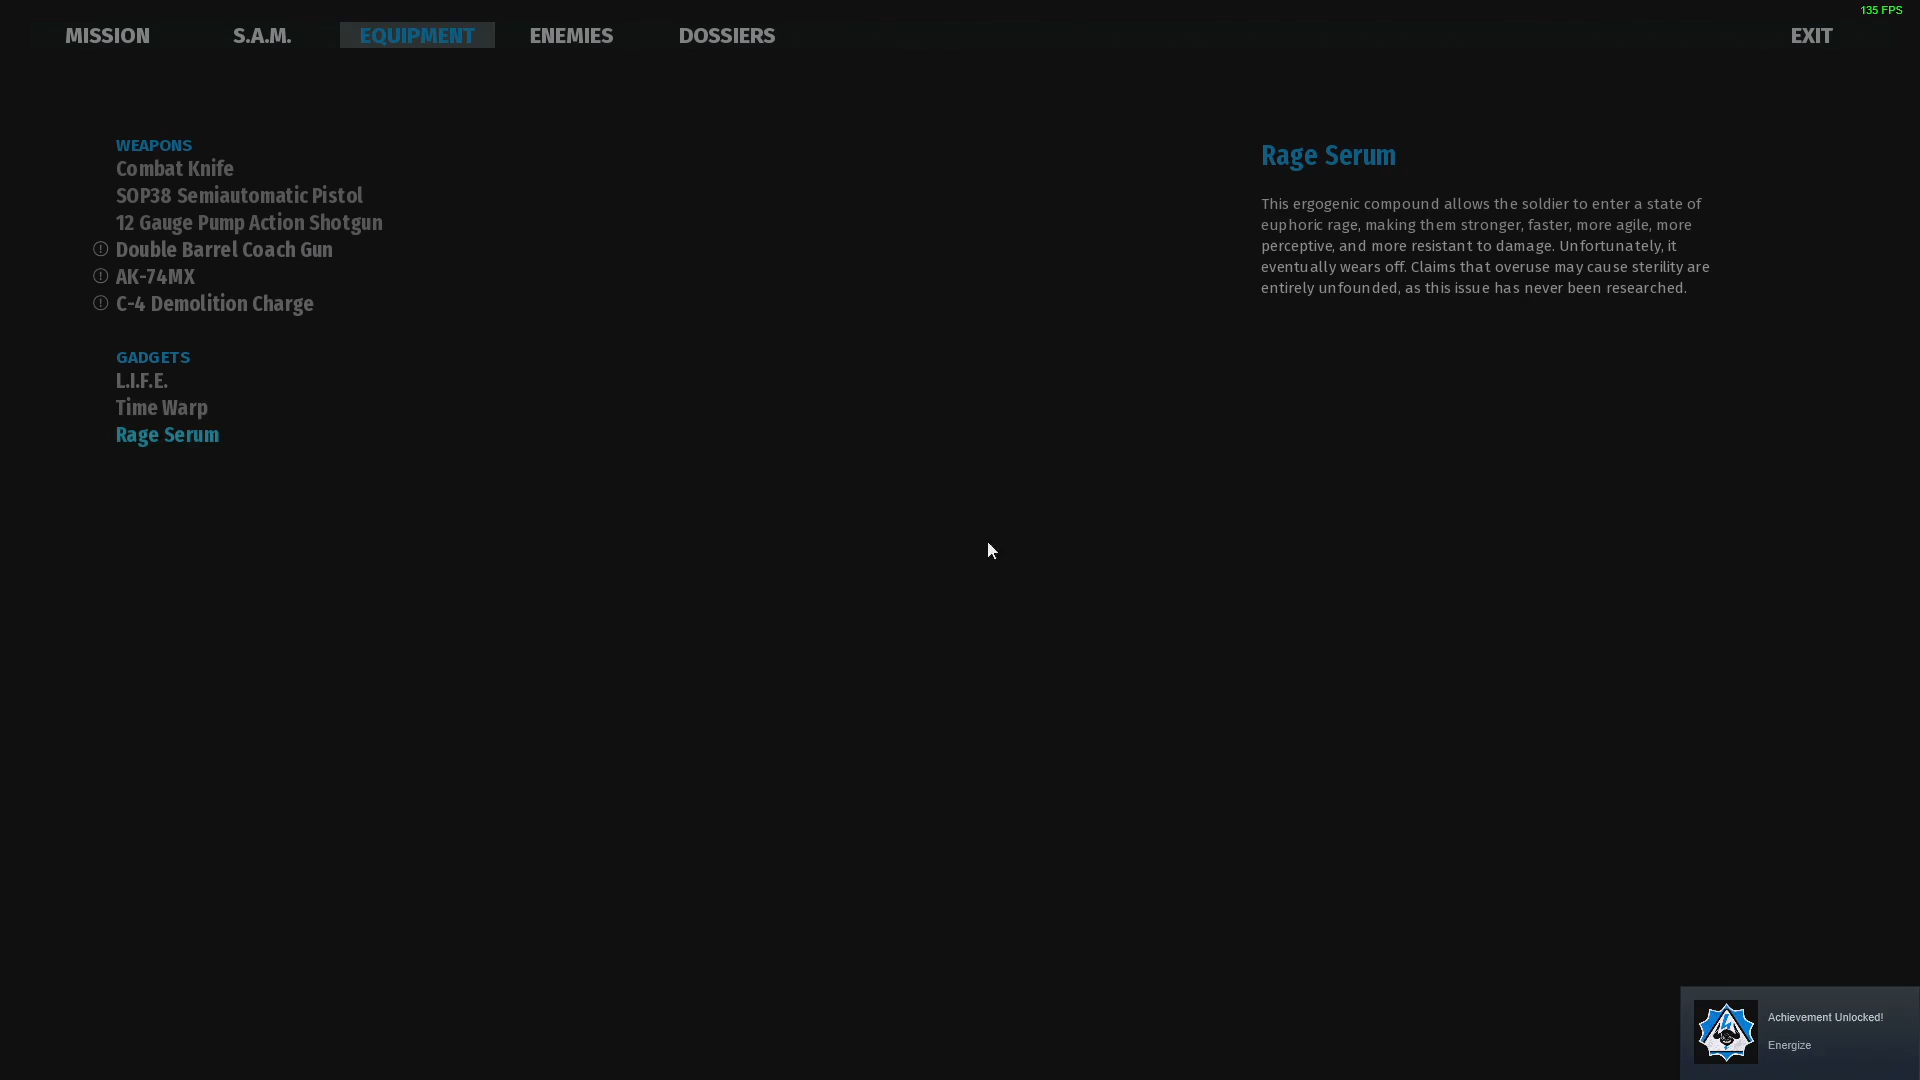 135 FPS
MISSION
S.A.M.
EQUIPMENT
ENEMIES
DOSSIERS
EXIT
WEAPONS
Combat Knife
SOP38 Semiautomatic Pistol
12 Gauge Pump Action Shotgun
Double Barrel Coach Gun
AK-74MX
C-4 Demolition Charge
GADGETS
L.I.F.E.
Time Warp
Rage Serum
Rage Serum
This ergogenic compound allows the soldier to enter a state of
euphoric rage, making them stronger, faster, more agile, more
perceptive, and more resistant to damage. Unfortunately, it
eventually wears off. Claims that overuse may cause sterility are
entirely unfounded, as this issue has never been researched.
Achievement Unlocked!
Energize